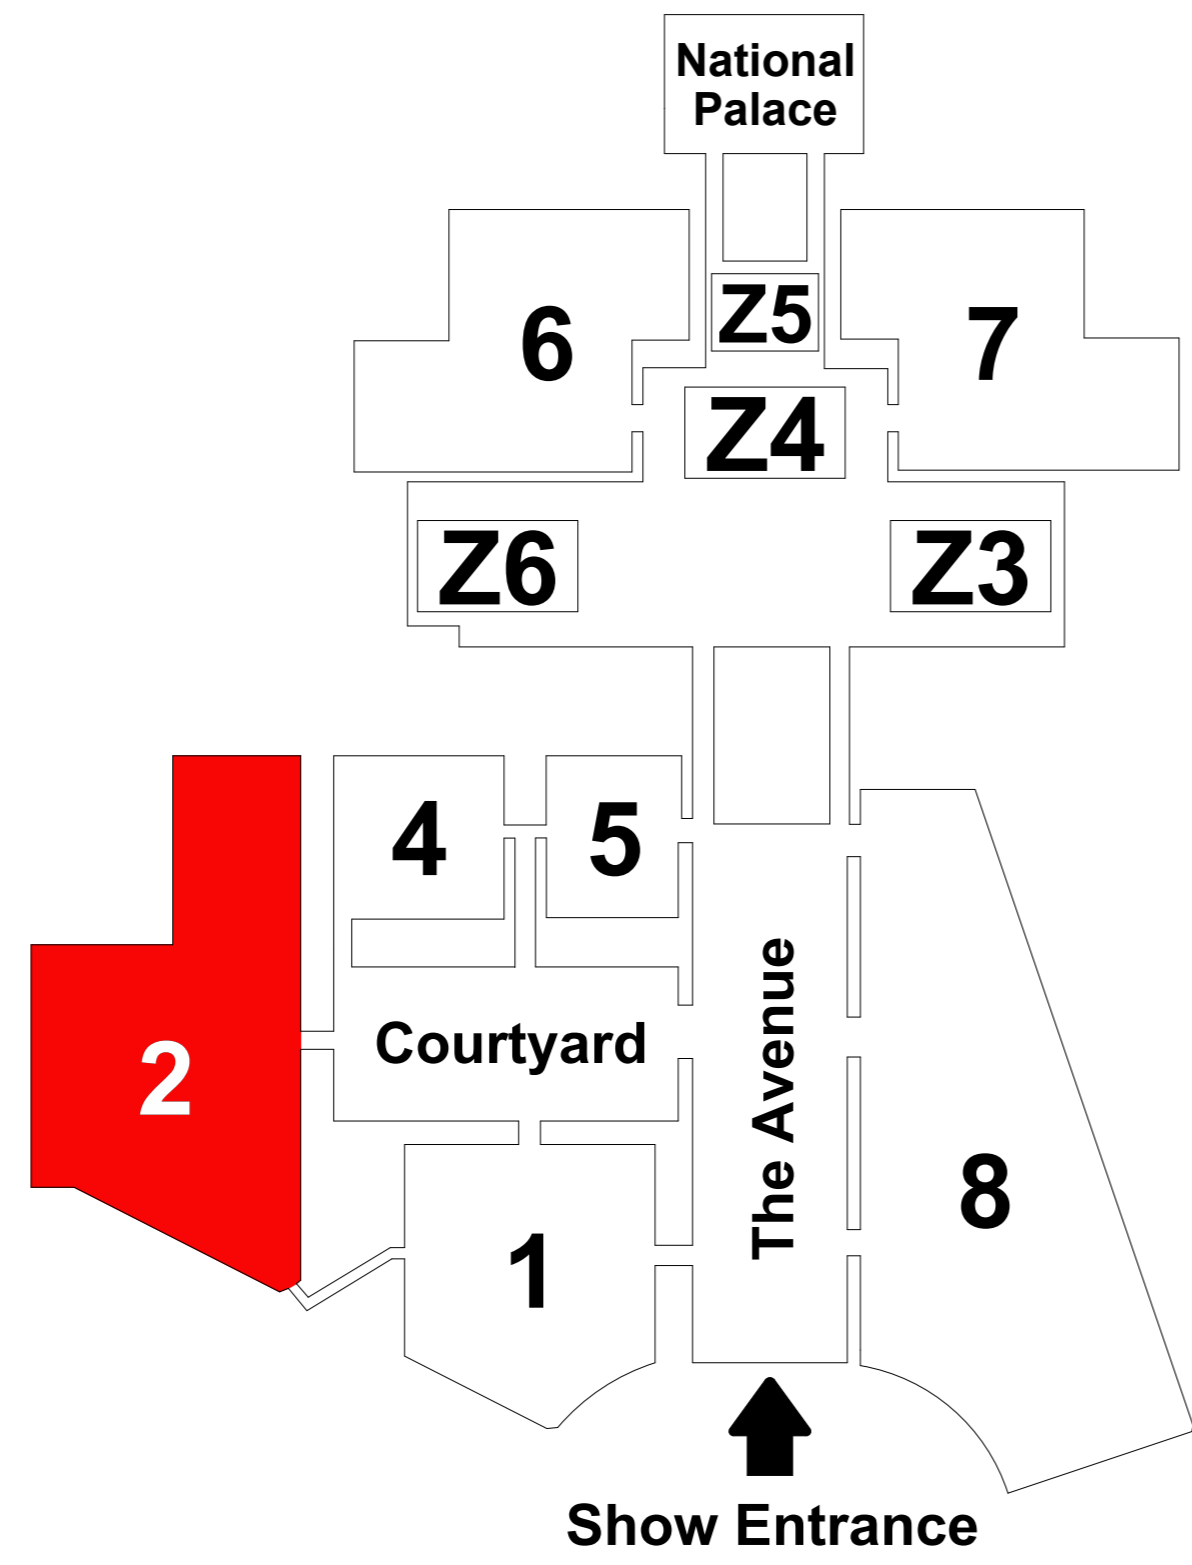 National
Palace
Z5
6
7
Z4
Z6
Z3
4
5
The Avenue
Courtyard
2
8
1
Show Entrance